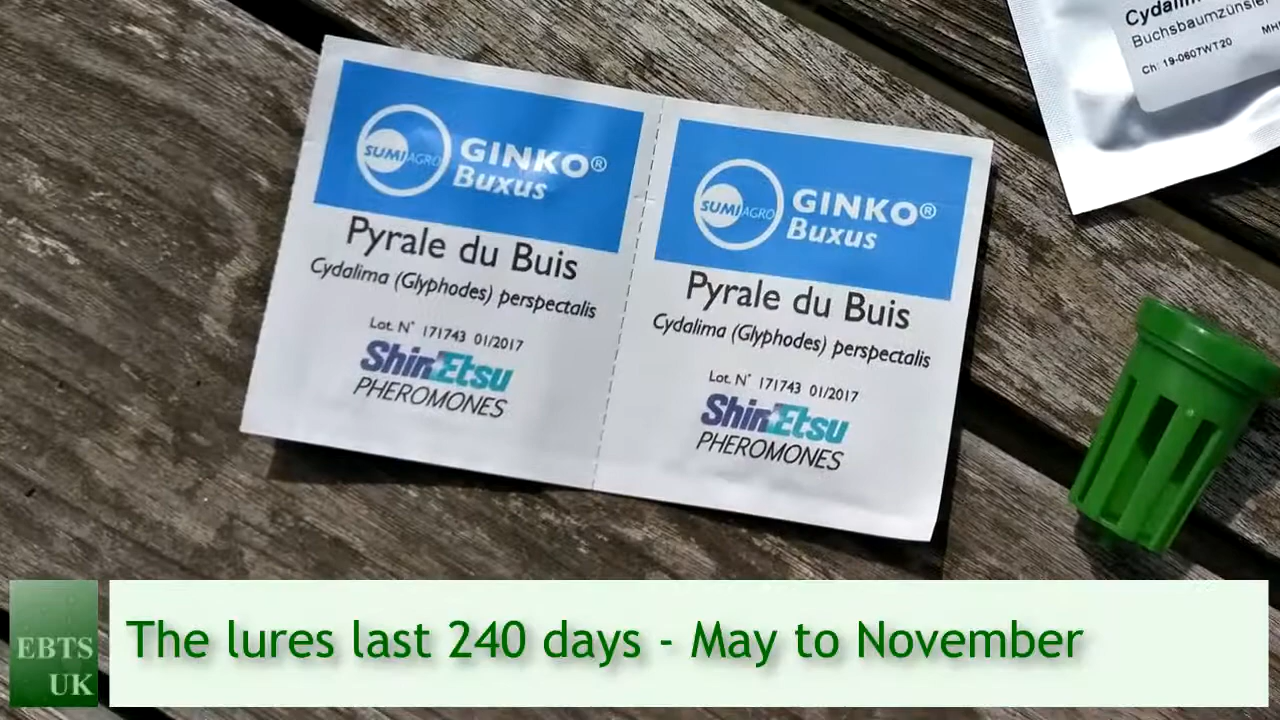 SUMI AGRO
GINKO®
Buxus
Pyrale du Buis
Cydalima (Glyphodes) perspectalis
Lot. N° 171743 01/2017
ShinEtsu
PHEROMONES
SUMI AGRO
GINKO®
Buxus
Pyrale du Buis
Cydalima (Glyphodes) perspectalis
Lot. N° 171743 01/2017
ShinEtsu
PHEROMONES
Buchsbaumzünsler
Ch: 19-0607WT20
EBTS
UK
The lures last 240 days - May to November